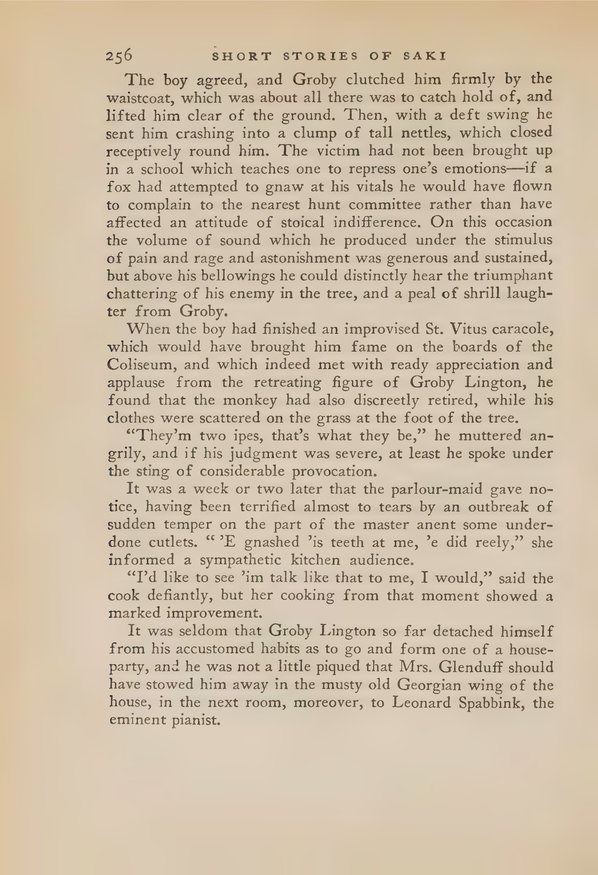 256 SHORT STORIES OF SAKI
The boy agreed, and Groby clutched him firmly by the
waistcoat, which was about all there was to catch hold of, and
lifted him clear of the ground. Then, with a deft swing he
sent him crashing into a clump of tall nettles, which closed
receptively round him. The victim had not been brought up
in a school which teaches one to repress one's emotions—if a
fox had attempted to gnaw at his vitals he would have flown
to complain to the nearest hunt committee rather than have
affected an attitude of stoical indifference. On this occasion
the volume of sound which he produced under the stimulus
of pain and rage and astonishment was generous and sustained,
but above his bellowings he could distinctly hear the triumphant
chattering of his enemy in the tree, and a peal of shrill laugh-
ter from Groby.
When the boy had finished an improvised St. Vitus caracole,
which would have brought him fame on the boards of the
Coliseum, and which indeed met with ready appreciation and
applause from the retreating figure of Groby Lington, he
found that the monkey had also discreetly retired, while his
clothes were scattered on the grass at the foot of the tree.
"They'm two ipes, that's what they be," he muttered an-
grily, and if his judgment was severe, at least he spoke under
the sting of considerable provocation.
It was a week or two later that the parlour-maid gave no-
tice, having been terrified almost to tears by an outbreak of
sudden temper on the part of the master anent some under-
done cutlets. " 'E gnashed 'is teeth at me, 'e did reely," she
informed a sympathetic kitchen audience.
"I'd like to see 'im talk like that to me, I would," said the
cook defiantly, but her cooking from that moment showed a
marked improvement.
It was seldom that Groby Lington so far detached himself
from his accustomed habits as to go and form one of a house-
party, and he was not a little piqued that Mrs. Glenduff should
have stowed him away in the musty old Georgian wing of the
house, in the next room, moreover, to Leonard Spabbink, the
eminent pianist.